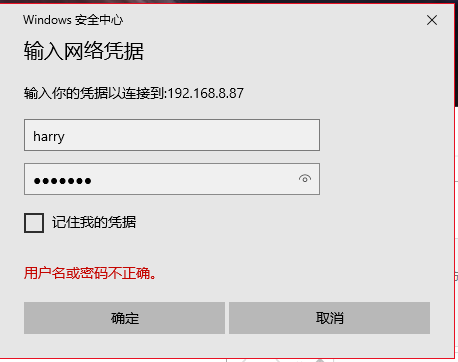 Windows 安全中心
输入网络凭据
输入你的凭据以连接到:192.168.8.87
harry
●●●●●●●
记住我的凭据
用户名或密码不正确。
确定
取消